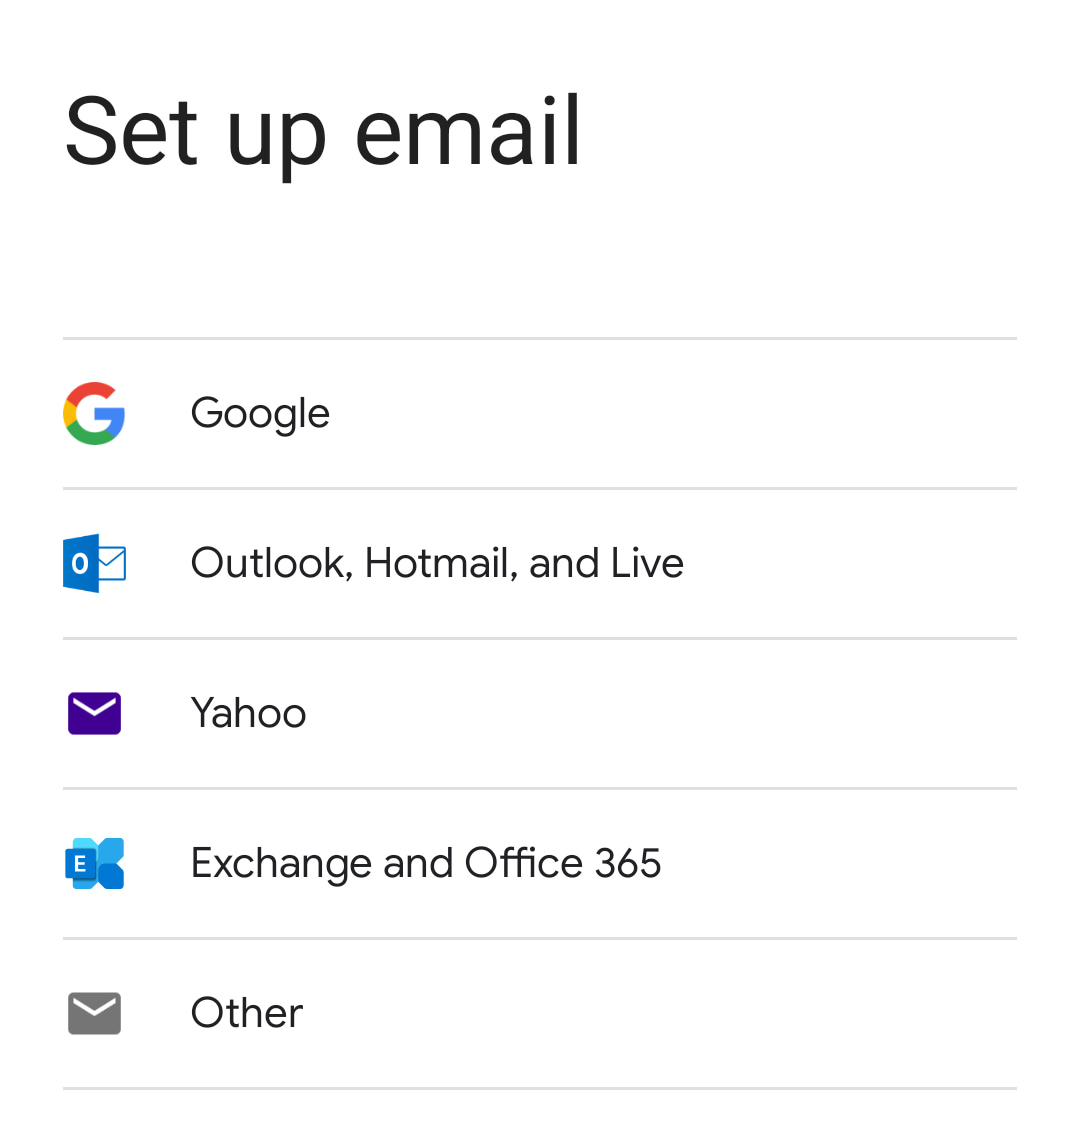 Set up email
Google
Outlook, Hotmail, and Live
Yahoo
Exchange and Office 365
Other